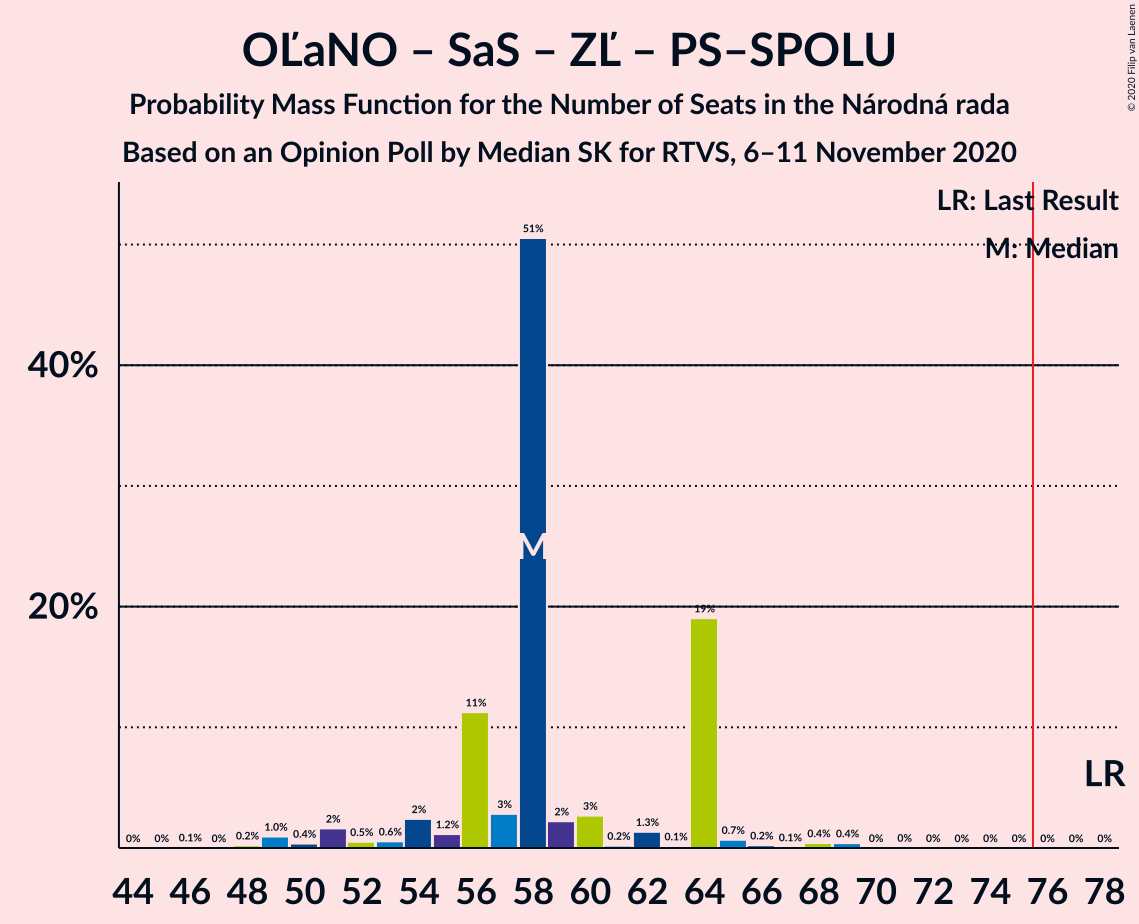 OĽaNO – SaS – ZĽ – PS–SPOLU
Probability Mass Function for the Number of Seats in the Národná rada
Based on an Opinion Poll by Median SK for RTVS, 6–11 November 2020
© 2020 Filip van Laenen
LR: Last Result
M: Median
40%
20%
0% 0% 0.1% 0% 0.2% 1.0% 0.4% 2% 0.5% 0.6% 2% 1.2% 11% 3% 51% 2% 3% 0.2% 1.3% 0.1% 19% 0.7% 0.2% 0.1% 0.4% 0.4% 0% 0% 0% 0% 0% 0% 0% 0% 0%
M
LR
44 46 48 50 52 54 56 58 60 62 64 66 68 70 72 74 76 78